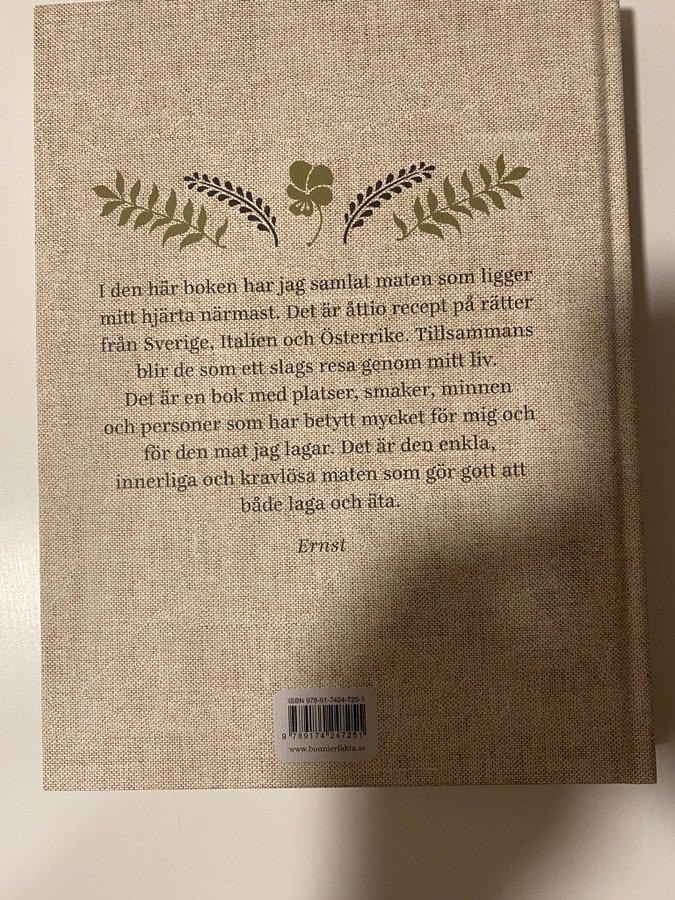 I den här boken har jag samlat maten som ligger
mitt hjärta närmast. Det är åttio recept på rätter
från Sverige, Italien och Österrike. Tillsammans
blir de som ett slags resa genom mitt liv.
Det är en bok med platser, smaker, minnen
och personer som har betytt mycket för mig och
för den mat jag lagar. Det är den enkla,
innerliga och kravlösa maten som gör gott att
både laga och äta.
Ernst
ISBN 978-91-7424-725-1
9 789174 247251
www.bonnierfakta.se